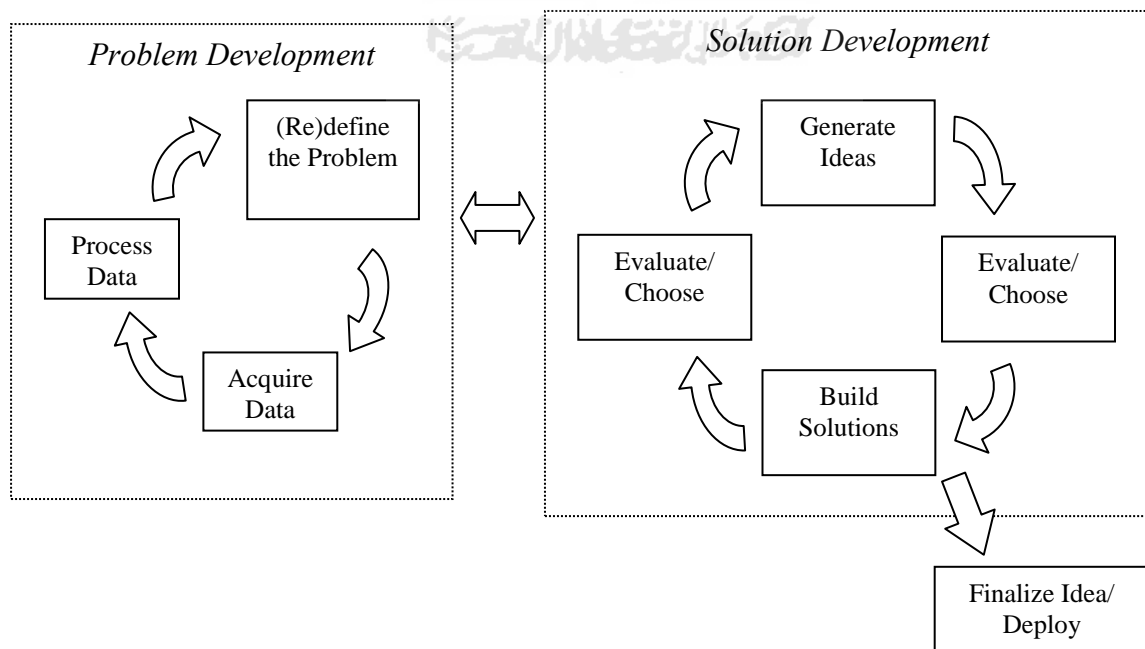 Problem Development
(Re)define
the Problem
Process
Data
Acquire
Data
Solution Development
Generate
Ideas
Evaluate/
Choose
Evaluate/
Choose
Build
Solutions
Finalize Idea/
Deploy